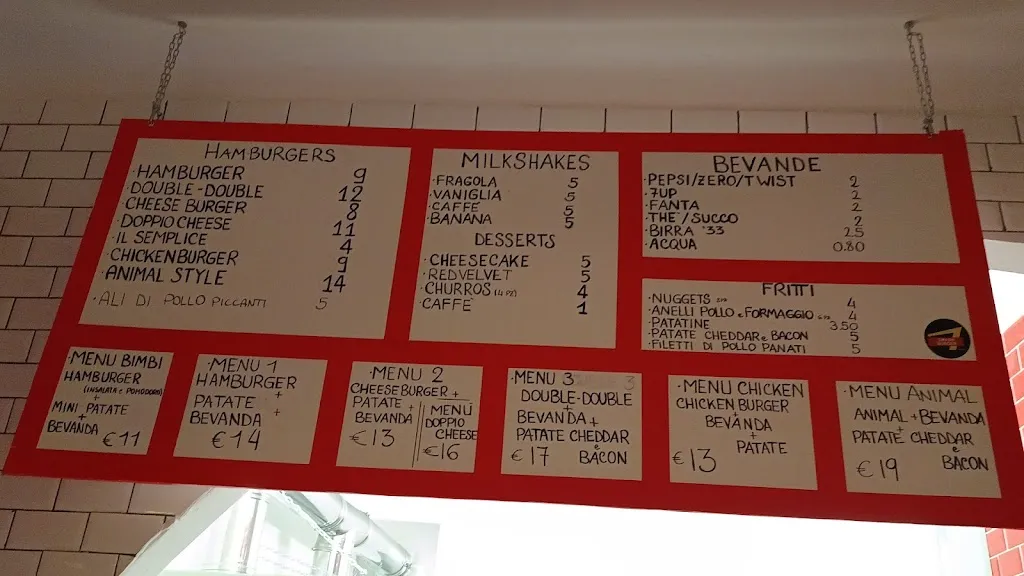 HAMBURGERS
·HAMBURGER 9
·DOUBLE-DOUBLE 12
·CHEESE BURGER 8
·DOPPIO CHEESE 11
·IL SEMPLICE 4
·CHICKENBURGER 9
·ANIMAL STYLE 14
·ALI DI POLLO PICCANTI 5
MILKSHAKES
·FRAGOLA 5
·VANIGLIA 5
·CAFFE' 5
·BANANA 5
DESSERTS
·CHEESECAKE 5
·REDVELVET 5
·CHURROS (4 PZ) 4
·CAFFE' 1
BEVANDE
·PEPSI/ZERO/TWIST 2
·7UP 2
·FANTA 2
·THE'/SUCCO 2
·BIRRA '33 2.5
·ACQUA 0.80
FRITTI
·NUGGETS 4
·ANELLI POLLO e FORMAGGIO 4
·PATATINE 3.50
·PATATE CHEDDAR e BACON 5
·FILETTI DI POLLO PANATI 5
·MENU BIMBI
HAMBURGER
(INSALATA e POMODORO)
+
MINI PATATE
+
BEVANDA €11
·MENU 1
HAMBURGER
+
PATATE
+
BEVANDA
€14
·MENU 2
CHEESEBURGER +
PATATE +
BEVANDA
€13
MENU
DOPPIO
CHEESE
€16
·MENU 3
DOUBLE-DOUBLE
+
BEVANDA +
PATATE CHEDDAR
e
€17 BACON
·MENU CHICKEN
CHICKEN BURGER
+
BEVANDA
+
PATATE
€13
·MENU ANIMAL
ANIMAL + BEVANDA
+
PATATE CHEDDAR
e
€19 BACON